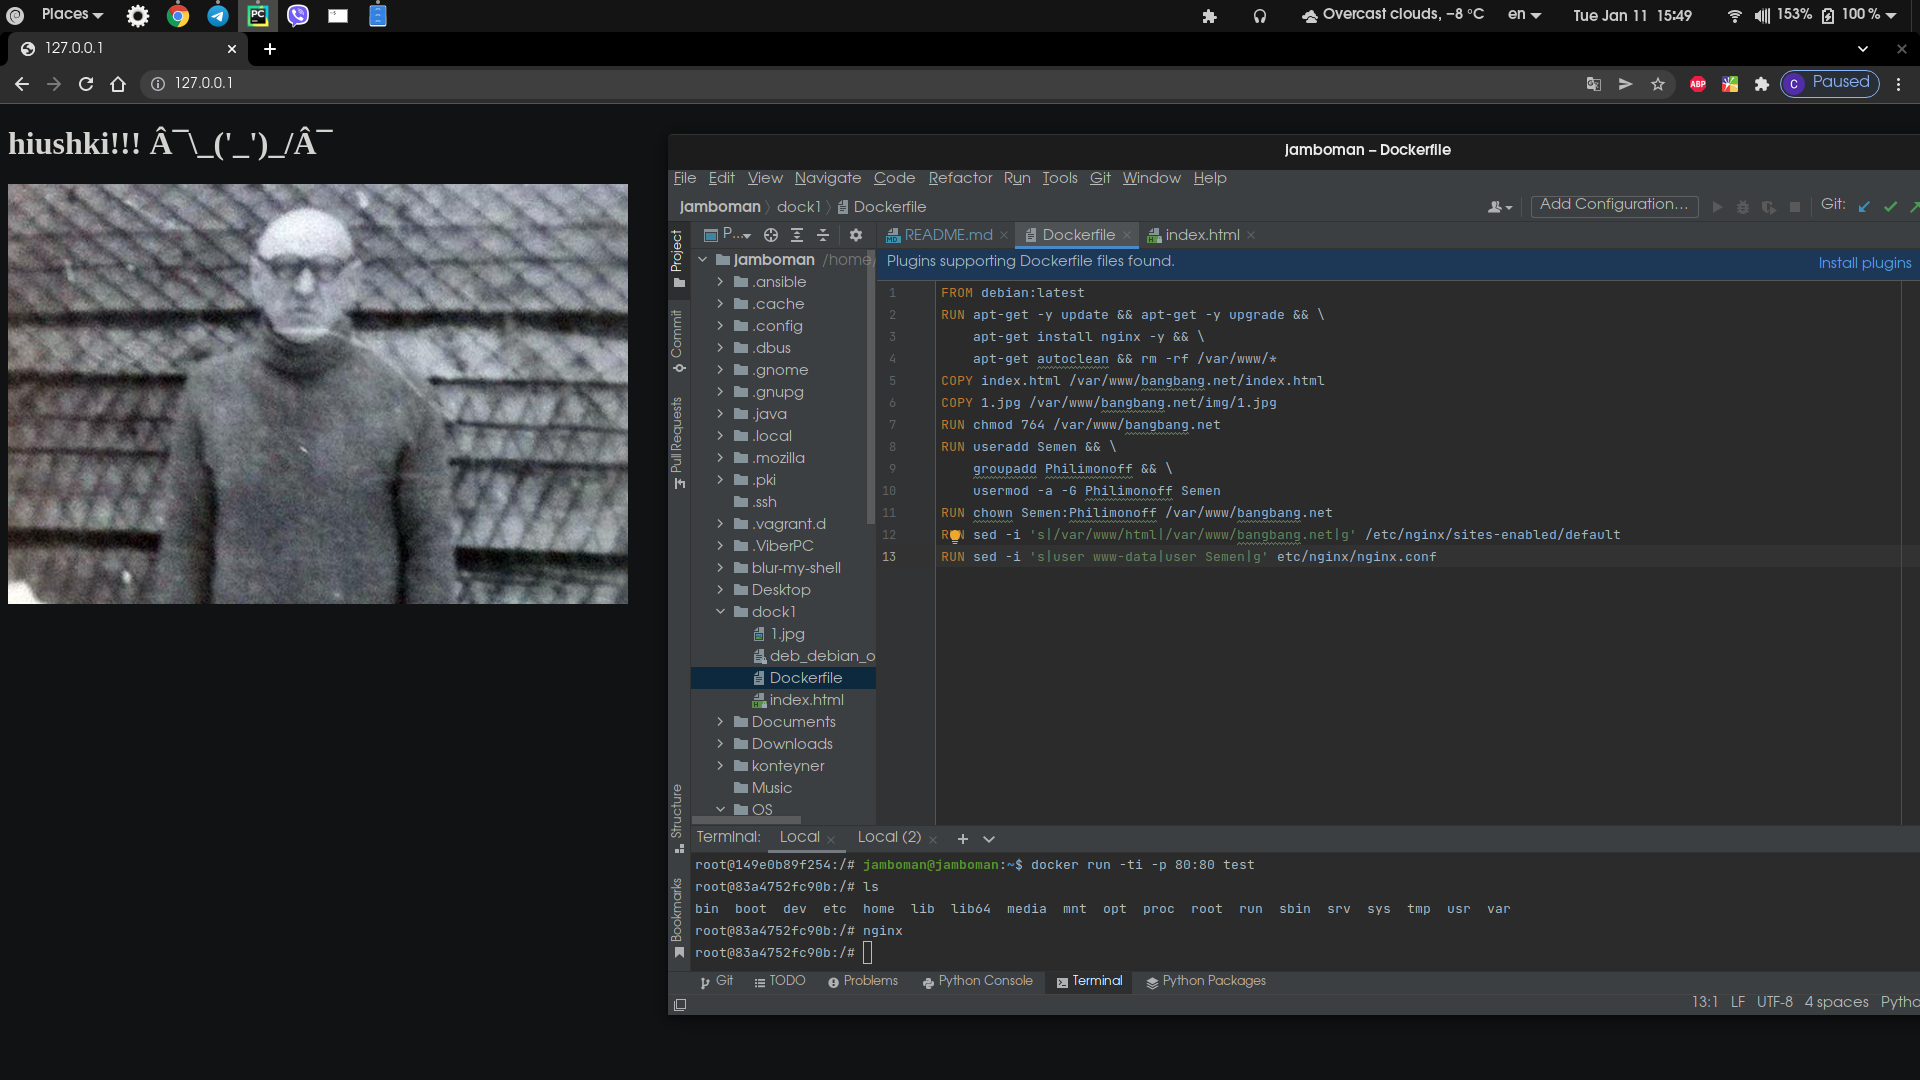 Places
Overcast clouds, −8 °C
en
Tue Jan 11 15:49
153%
100 %
127.0.0.1
127.0.0.1
ABP
C Paused
hiushki!!! Â¯\_('_')_/Â¯
jamboman – Dockerfile
File Edit View Navigate Code Refactor Run Tools Git Window Help
jamboman dock1 Dockerfile
Add Configuration...
Git:
Project
Commit
Pull Requests
Structure
Bookmarks
P...
README.md
Dockerfile
index.html
Plugins supporting Dockerfile files found.
Install plugins
jamboman /home/
.ansible
.cache
.config
.dbus
.gnome
.gnupg
.java
.local
.mozilla
.pki
.ssh
.vagrant.d
.ViberPC
blur-my-shell
Desktop
dock1
1.jpg
deb_debian_o
Dockerfile
index.html
Documents
Downloads
konteyner
Music
OS
1 FROM debian:latest
2 RUN apt-get -y update && apt-get -y upgrade && \
3 apt-get install nginx -y && \
4 apt-get autoclean && rm -rf /var/www/*
5 COPY index.html /var/www/bangbang.net/index.html
6 COPY 1.jpg /var/www/bangbang.net/img/1.jpg
7 RUN chmod 764 /var/www/bangbang.net
8 RUN useradd Semen && \
9 groupadd Philimonoff && \
10 usermod -a -G Philimonoff Semen
11 RUN chown Semen:Philimonoff /var/www/bangbang.net
12 RUN sed -i 's|/var/www/html|/var/www/bangbang.net|g' /etc/nginx/sites-enabled/default
13 RUN sed -i 's|user www-data|user Semen|g' etc/nginx/nginx.conf
Terminal: Local Local (2)
root@149e0b89f254:/# jamboman@jamboman:~$ docker run -ti -p 80:80 test
root@83a4752fc90b:/# ls
bin boot dev etc home lib lib64 media mnt opt proc root run sbin srv sys tmp usr var
root@83a4752fc90b:/# nginx
root@83a4752fc90b:/#
Git TODO Problems Python Console Terminal Python Packages
13:1 LF UTF-8 4 spaces Pytho